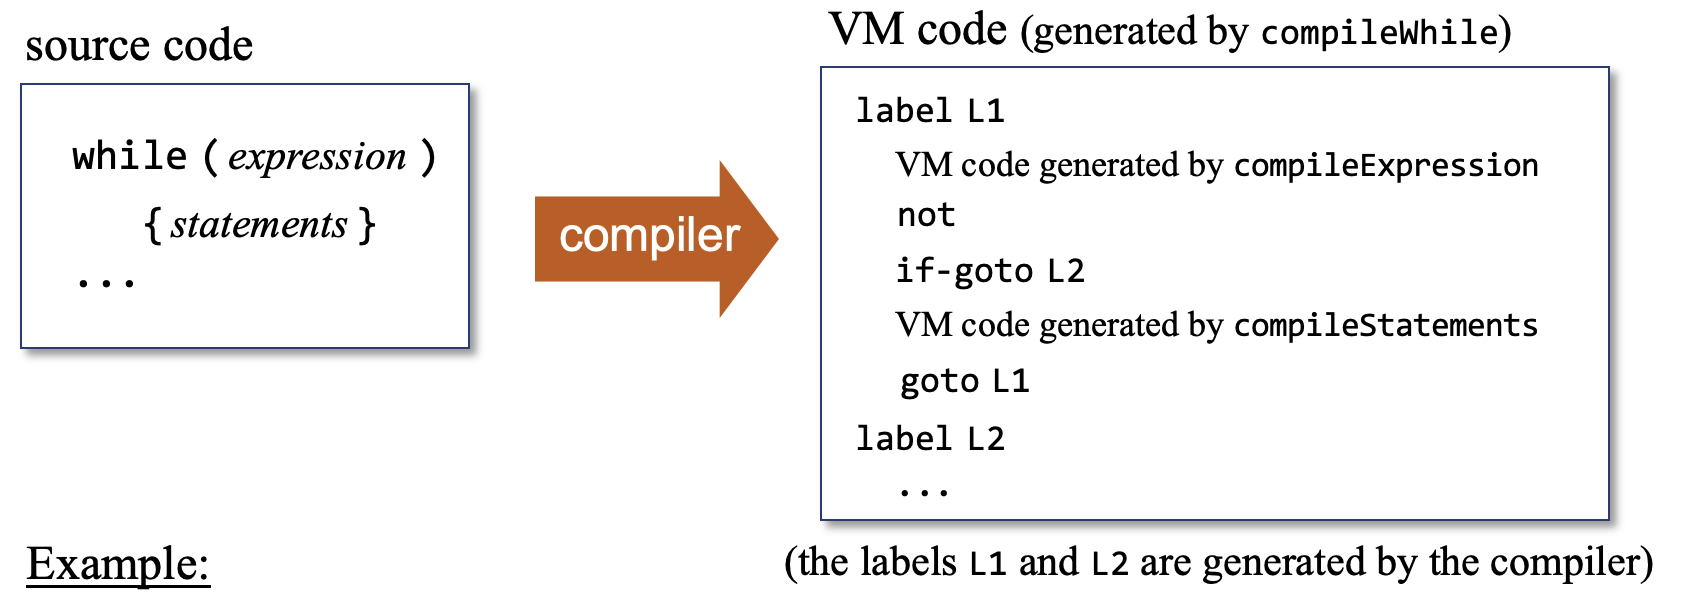 source code
while ( expression )
{ statements }
...
compiler
VM code (generated by compileWhile)
label L1
VM code generated by compileExpression
not
if-goto L2
VM code generated by compileStatements
goto L1
label L2
...
(the labels L1 and L2 are generated by the compiler)
Example: